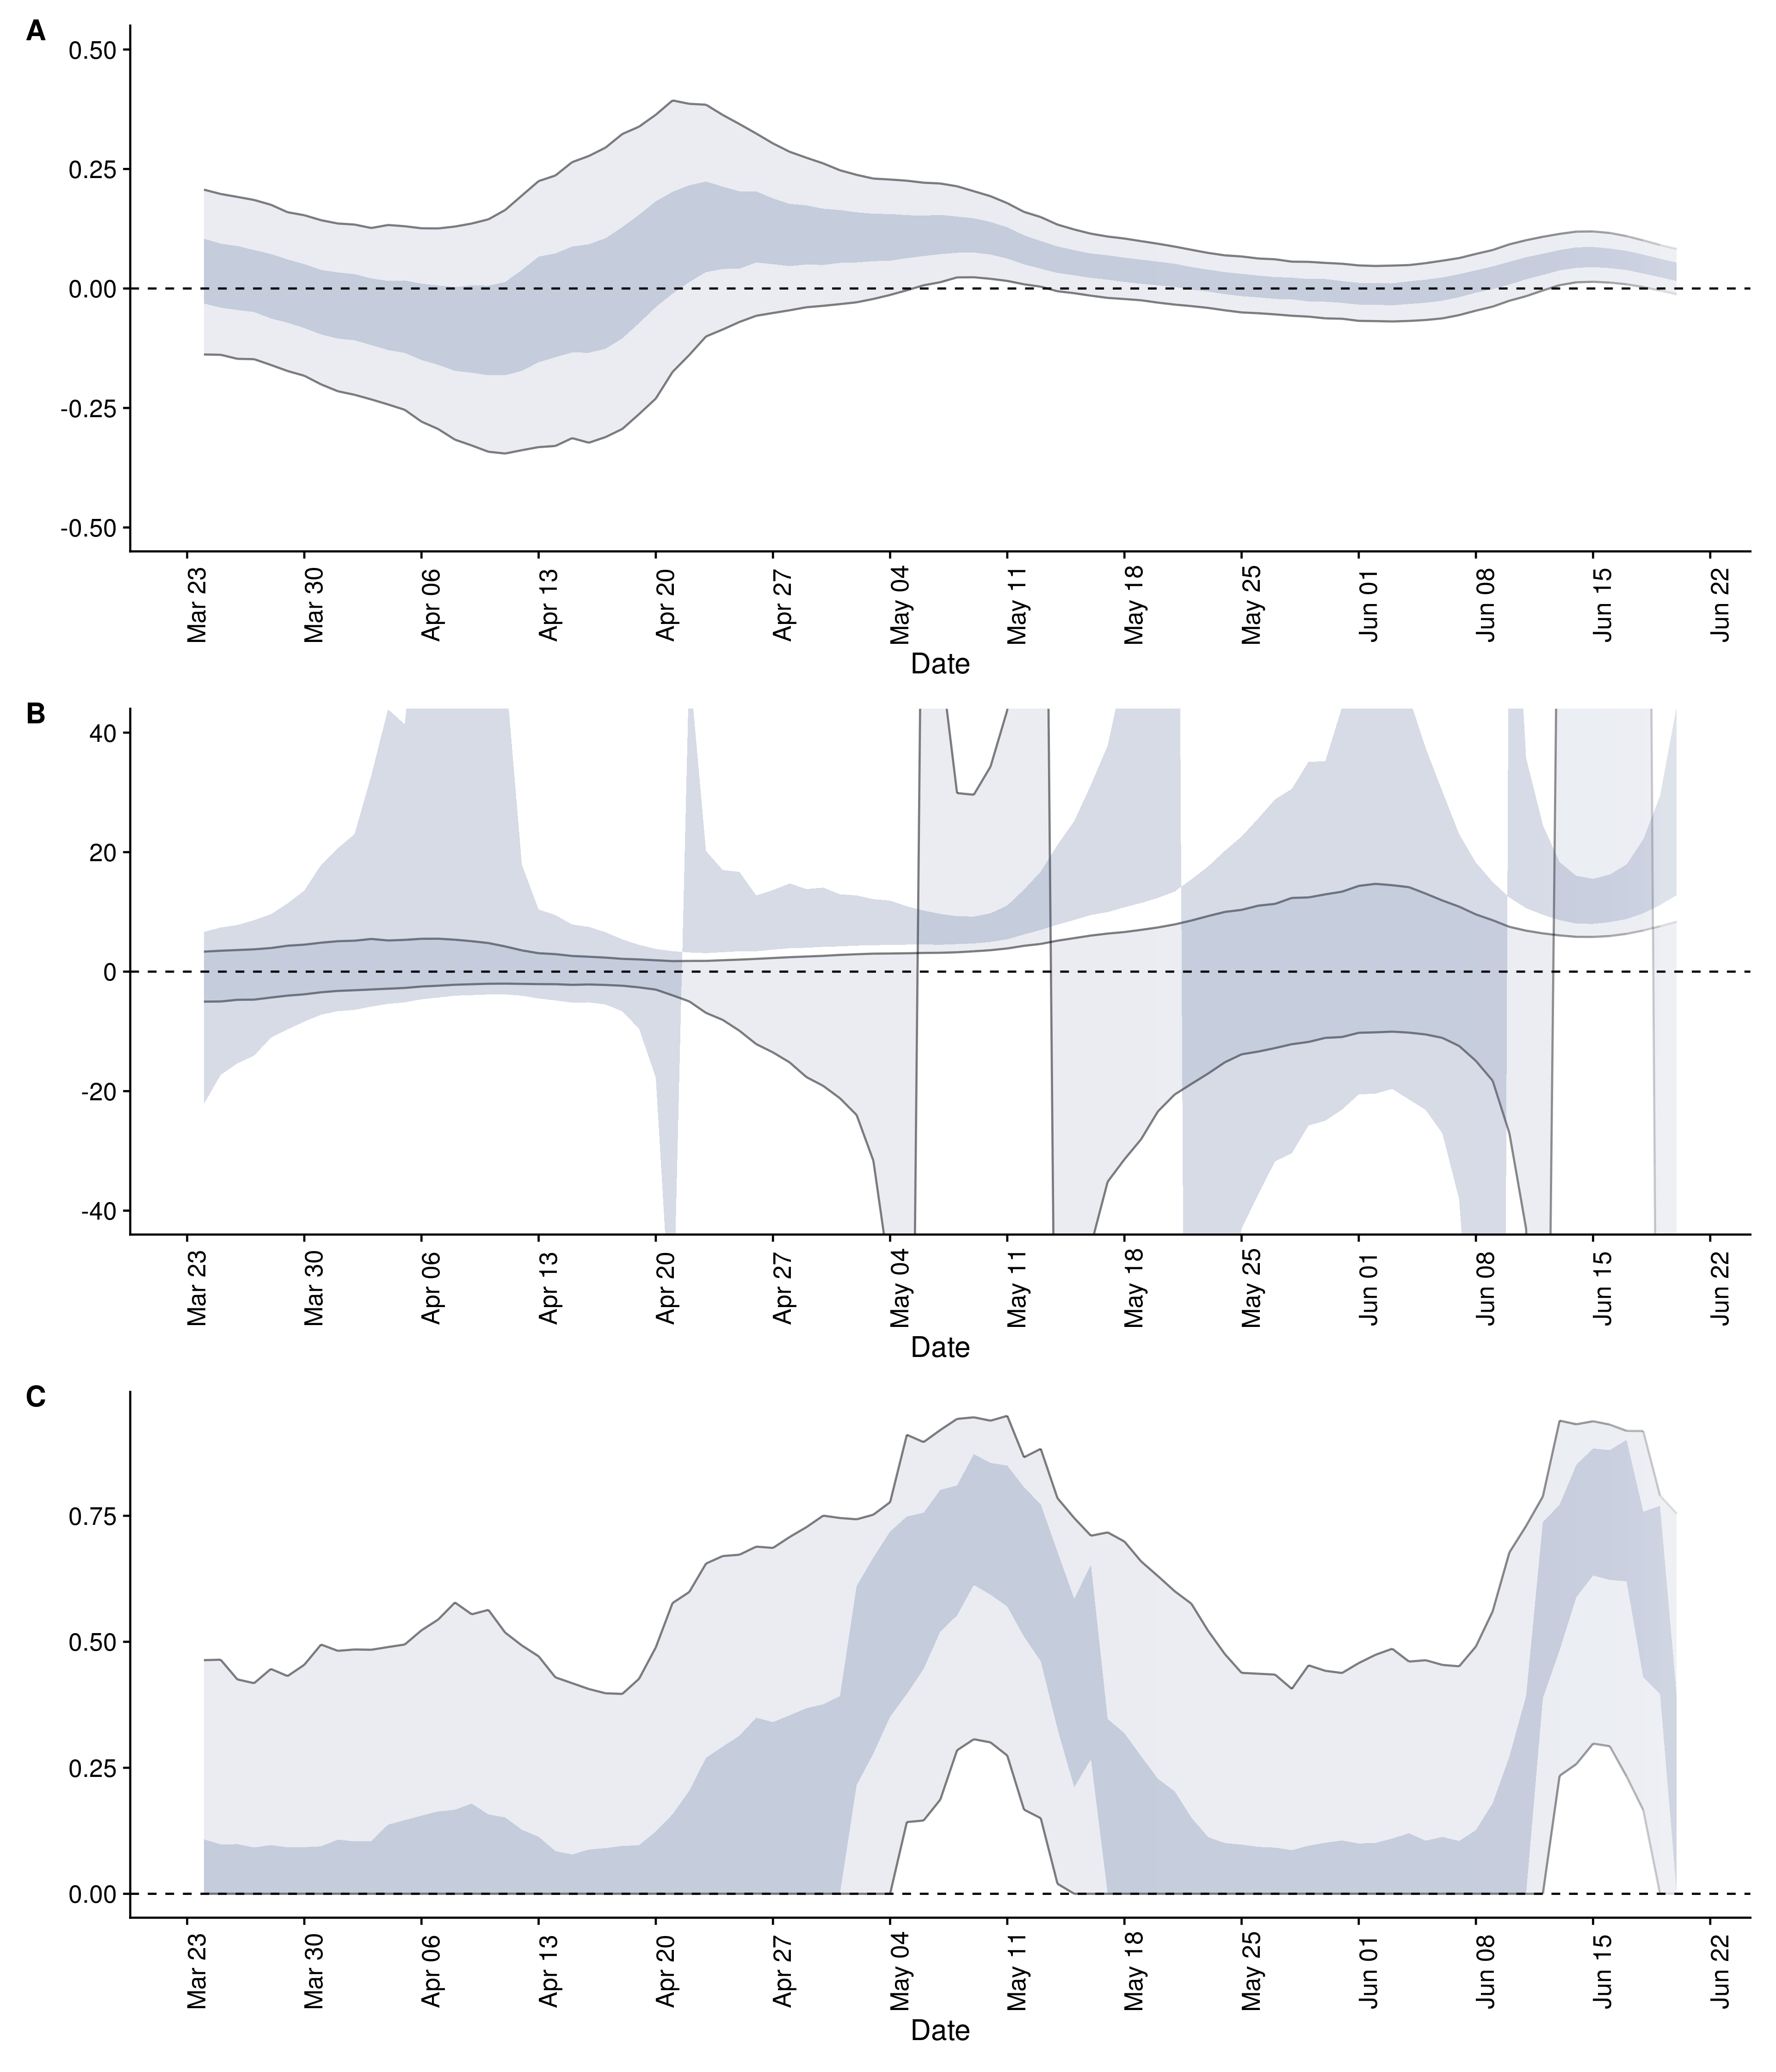 A
0.50
0.25
0.00
-0.25
-0.50
Mar 23
Mar 30
Apr 06
Apr 13
Apr 20
Apr 27
May 04
May 11
May 18
May 25
Jun 01
Jun 08
Jun 15
Jun 22
Date
B
40
20
0
-20
-40
Mar 23
Mar 30
Apr 06
Apr 13
Apr 20
Apr 27
May 04
May 11
May 18
May 25
Jun 01
Jun 08
Jun 15
Jun 22
Date
C
0.75
0.50
0.25
0.00
Mar 23
Mar 30
Apr 06
Apr 13
Apr 20
Apr 27
May 04
May 11
May 18
May 25
Jun 01
Jun 08
Jun 15
Jun 22
Date